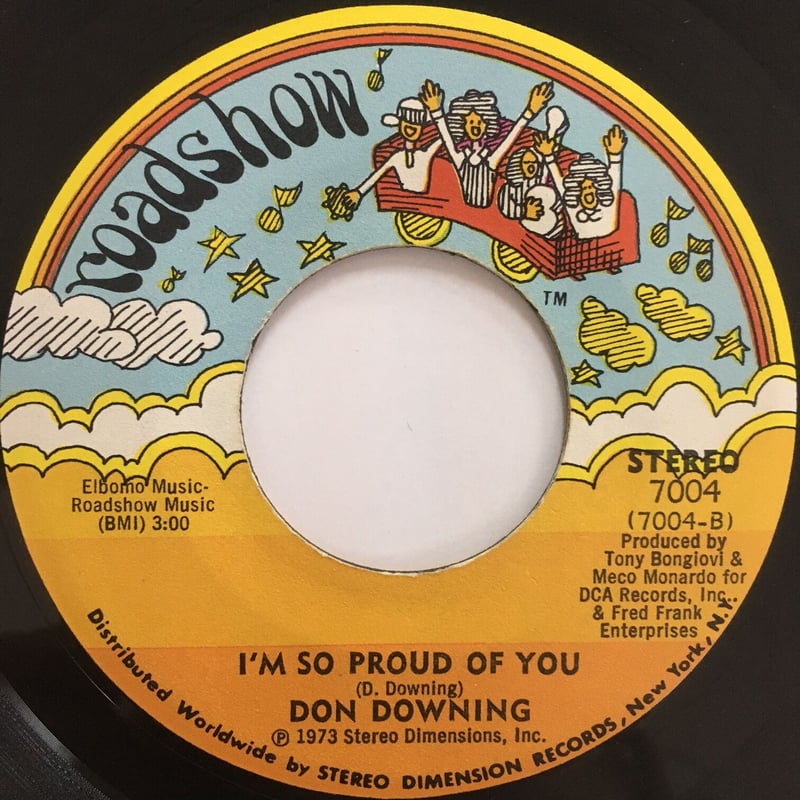 roadshow
TM
Elbomo Music-
Roadshow Music
(BMI) 3:00
STEREO
7004
(7004-B)
Produced by
Tony Bongiovi &
Meco Monardo for
DCA Records, Inc..
& Fred Frank
Enterprises
I'M SO PROUD OF YOU
(D. Downing)
DON DOWNING
℗ 1973 Stereo Dimensions, Inc.
Distributed Worldwide by STEREO DIMENSION RECORDS, New York, N.Y.